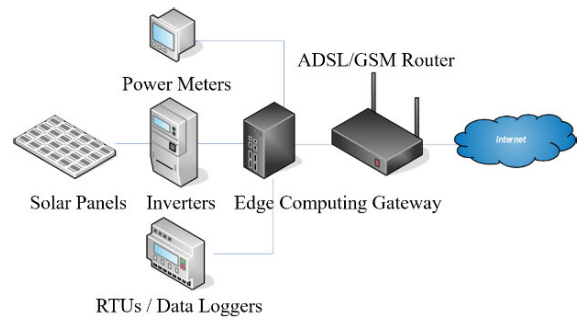 Power Meters
ADSL/GSM Router
Internet
Solar Panels
Inverters
Edge Computing Gateway
RTUs / Data Loggers